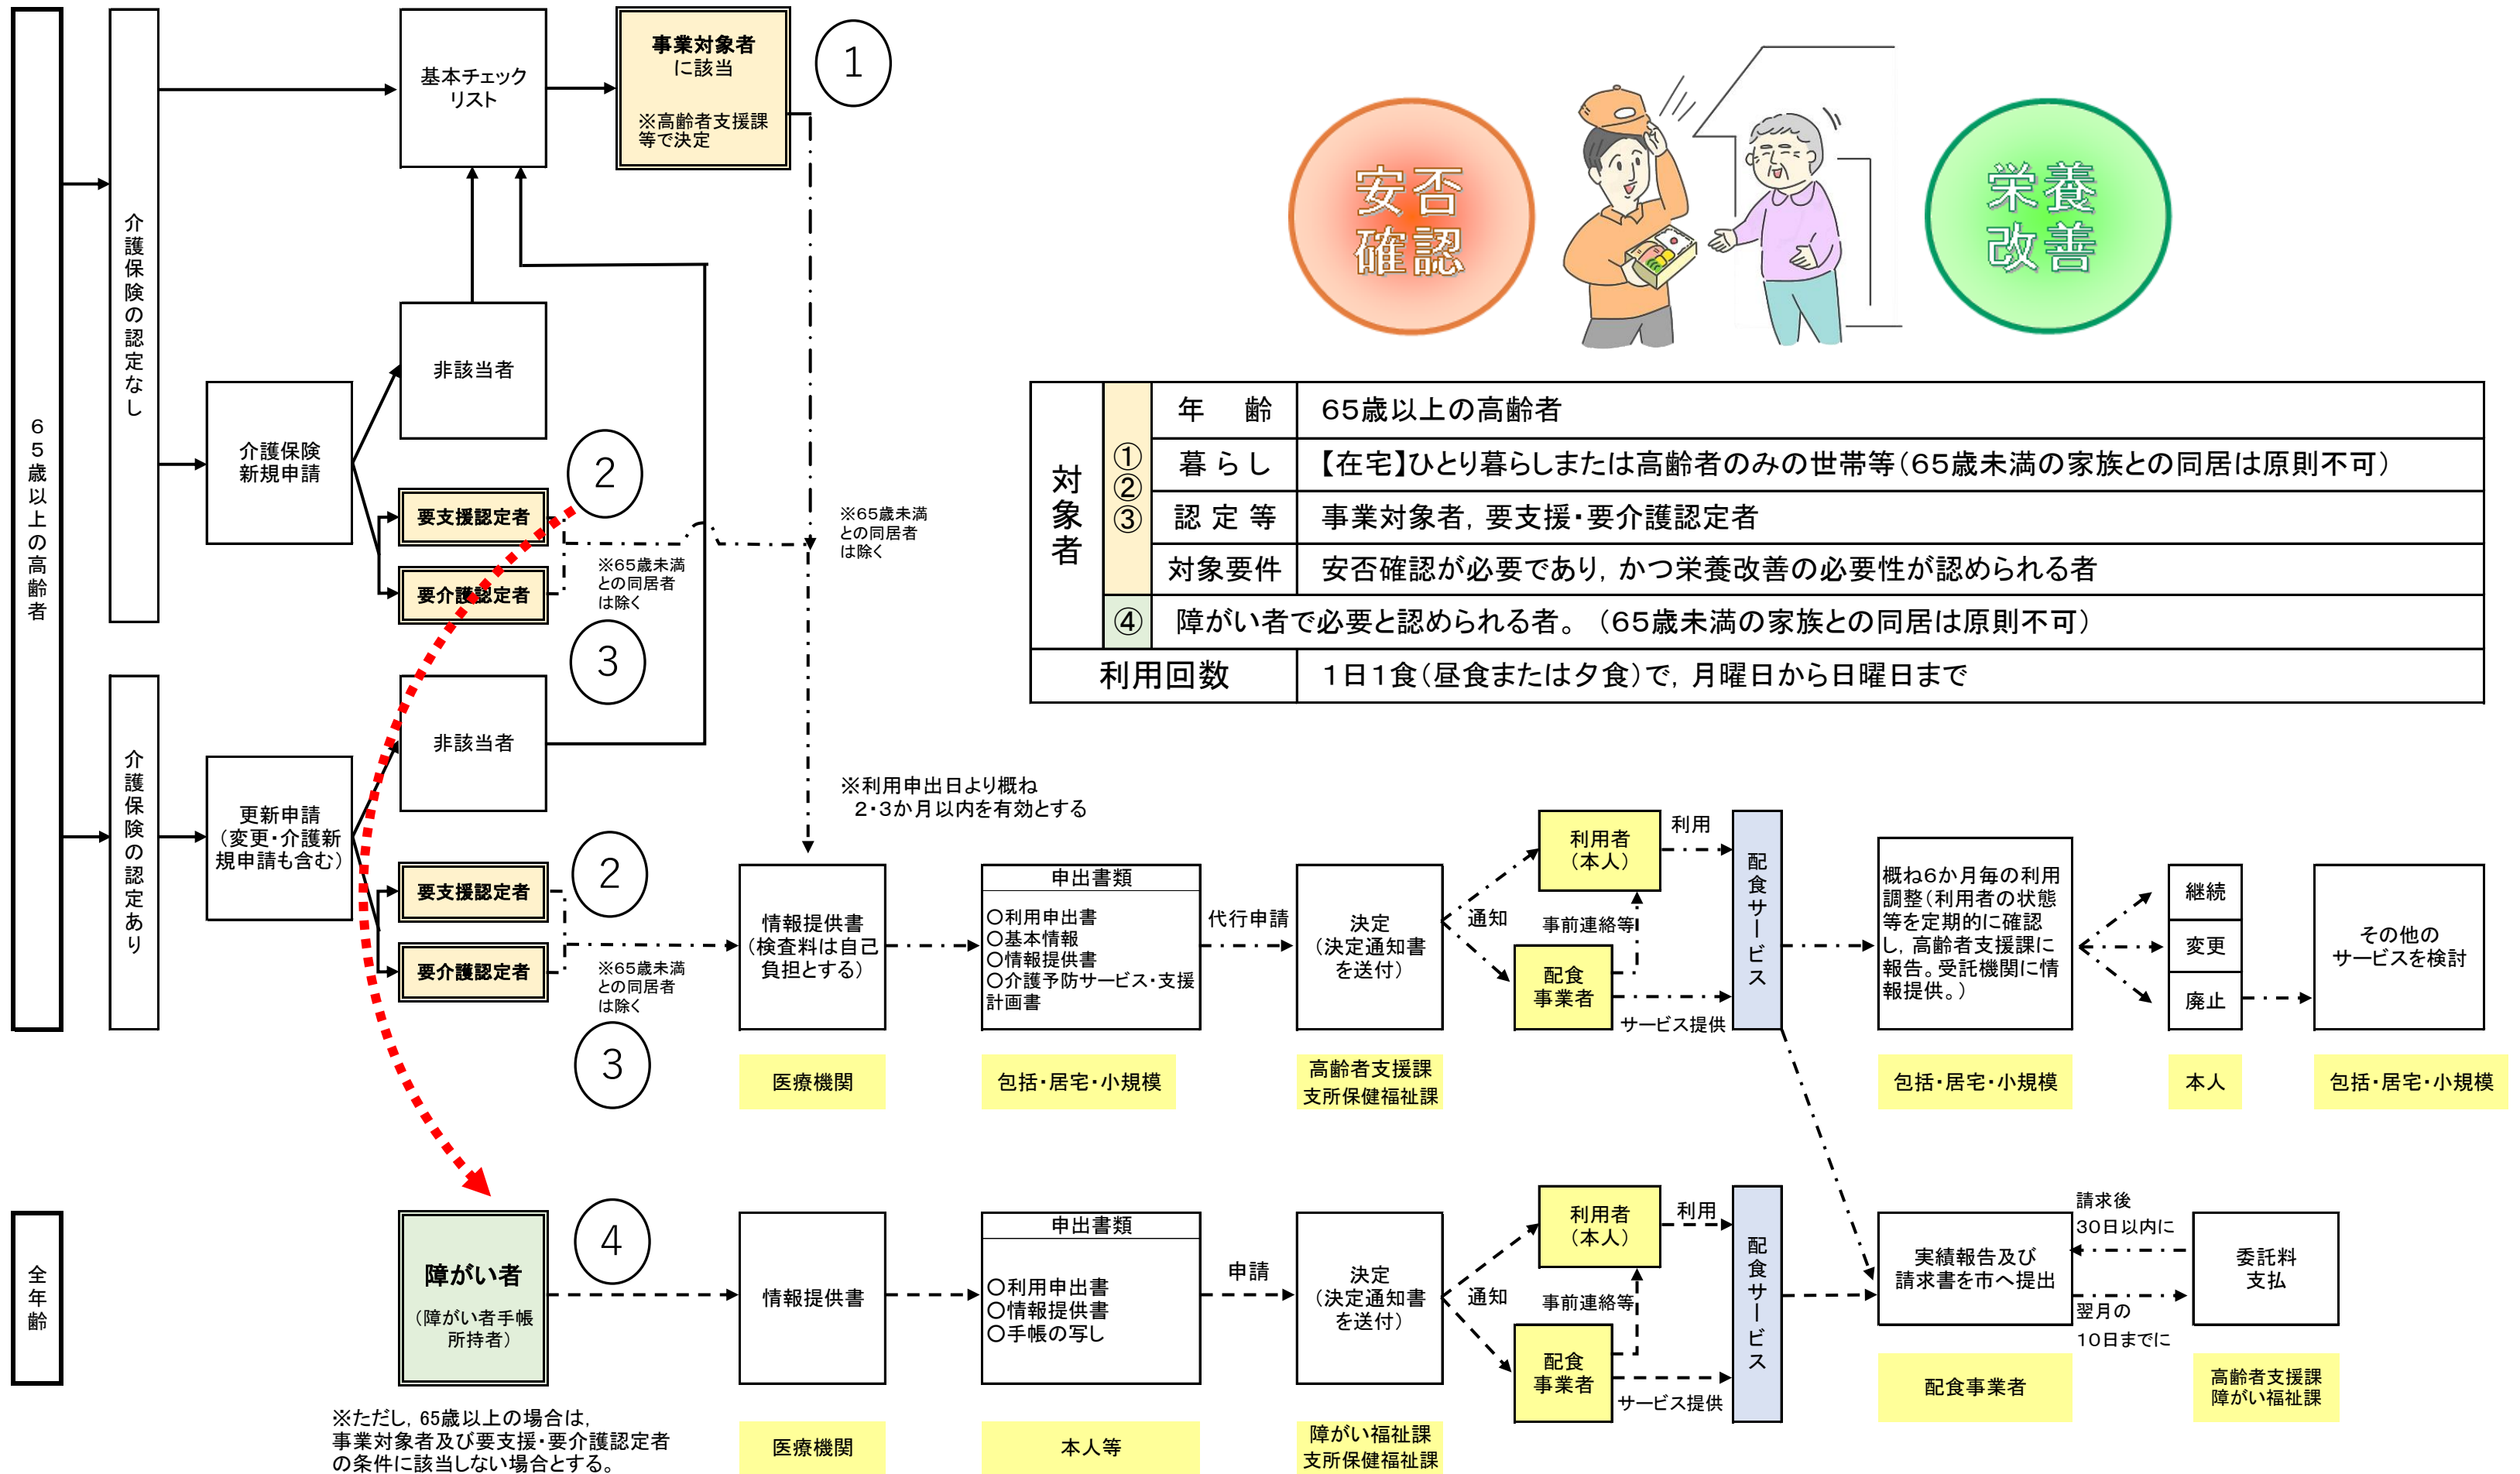 65歳以上の高齢者
介護保険の認定なし
基本チェック
リスト
事業対象者
に該当
※高齢者支援課
等で決定
1
非該当者
介護保険
新規申請
2
要支援認定者
要介護認定者
※65歳未満
との同居者
は除く
3
※65歳未満
との同居者
は除く
介護保険の認定あり
更新申請
(変更・介護新
規申請も含む)
非該当者
2
要支援認定者
要介護認定者
※65歳未満
との同居者
は除く
3
安否
確認
栄養
改善
対象者
①
②
③
年 齢
65歳以上の高齢者
暮らし
【在宅】ひとり暮らしまたは高齢者のみの世帯等(65歳未満の家族との同居は原則不可)
認定等
事業対象者,要支援・要介護認定者
対象要件
安否確認が必要であり,かつ栄養改善の必要性が認められる者
④
障がい者で必要と認められる者。 (65歳未満の家族との同居は原則不可)
利用回数
1日1食(昼食または夕食)で,月曜日から日曜日まで
※利用申出日より概ね
2・3か月以内を有効とする
情報提供書
(検査料は自己
負担とする)
医療機関
申出書類
○利用申出書
○基本情報
○情報提供書
○介護予防サービス・支援
計画書
包括・居宅・小規模
代行申請
決定
(決定通知書
を送付)
高齢者支援課
支所保健福祉課
通知
利用者
(本人)
利用
事前連絡等
配食
事業者
サービス提供
配食サービス
概ね6か月毎の利用
調整(利用者の状態
等を定期的に確認
し,高齢者支援課に
報告。受託機関に情
報提供。)
包括・居宅・小規模
継続
変更
廃止
本人
その他の
サービスを検討
包括・居宅・小規模
全年齢
障がい者
(障がい者手帳
所持者)
4
※ただし,65歳以上の場合は,
事業対象者及び要支援・要介護認定者
の条件に該当しない場合とする。
情報提供書
医療機関
申出書類
○利用申出書
○情報提供書
○手帳の写し
本人等
申請
決定
(決定通知書
を送付)
障がい福祉課
支所保健福祉課
通知
利用者
(本人)
利用
事前連絡等
配食
事業者
サービス提供
配食サービス
実績報告及び
請求書を市へ提出
配食事業者
請求後
30日以内に
翌月の
10日までに
委託料
支払
高齢者支援課
障がい福祉課